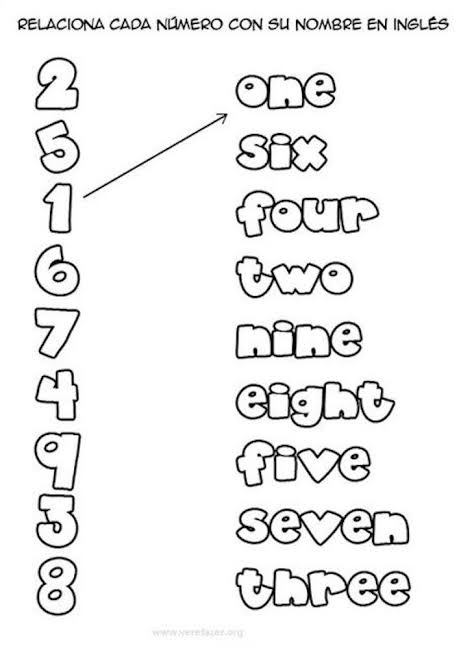 RELACIONA CADA NÚMERO CON SU NOMBRE EN INGLÉS
2 one
5 six
1 four
6 two
7 nine
4 eight
9 five
3 seven
8 three
www.verefazer.org